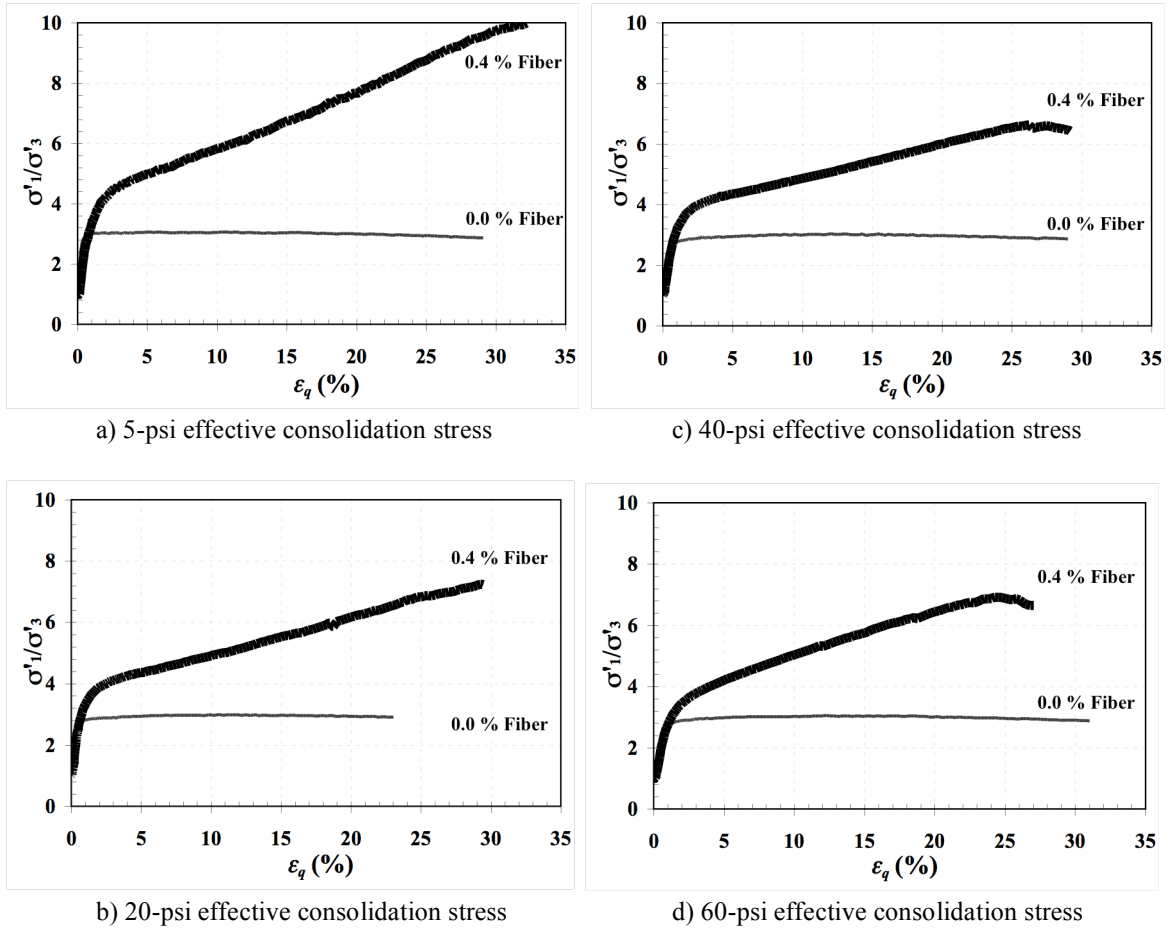 10
8
6
4
2
0
σ'1/σ'3
0.4 % Fiber
0.0 % Fiber
0 5 10 15 20 25 30 35
εq (%)
a) 5-psi effective consolidation stress
10
8
6
4
2
0
σ'1/σ'3
0.4 % Fiber
0.0 % Fiber
0 5 10 15 20 25 30 35
εq (%)
c) 40-psi effective consolidation stress
10
8
6
4
2
0
σ'1/σ'3
0.4 % Fiber
0.0 % Fiber
0 5 10 15 20 25 30 35
εq (%)
b) 20-psi effective consolidation stress
10
8
6
4
2
0
σ'1/σ'3
0.4 % Fiber
0.0 % Fiber
0 5 10 15 20 25 30 35
εq (%)
d) 60-psi effective consolidation stress